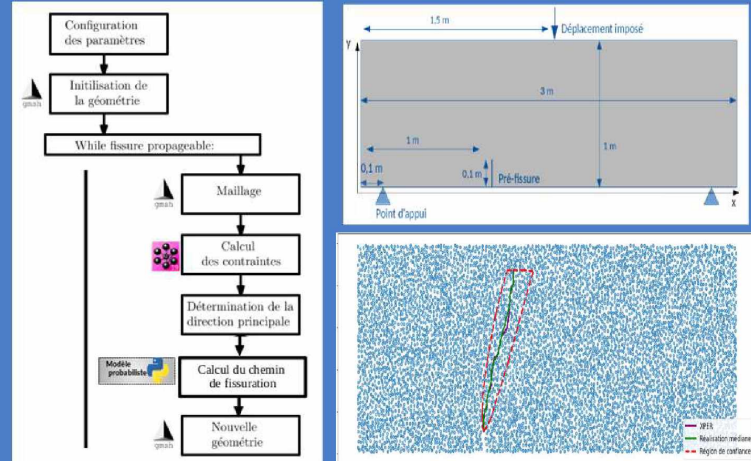 Configuration
des paramètres
gmsh
Initilisation de
la géométrie
While fissure propageable:
gmsh
Maillage
Calcul
des contraintes
Détermination de la
direction principale
Modèle
probabiliste
Calcul du chemin
de fissuration
gmsh
Nouvelle
géométrie
1,5 m
Déplacement imposé
y
3 m
1 m
1 m
0,1 m
0,1 m
Pré-fissure
x
Point d'appui
XPER
Réalisation médiane
Région de confiance